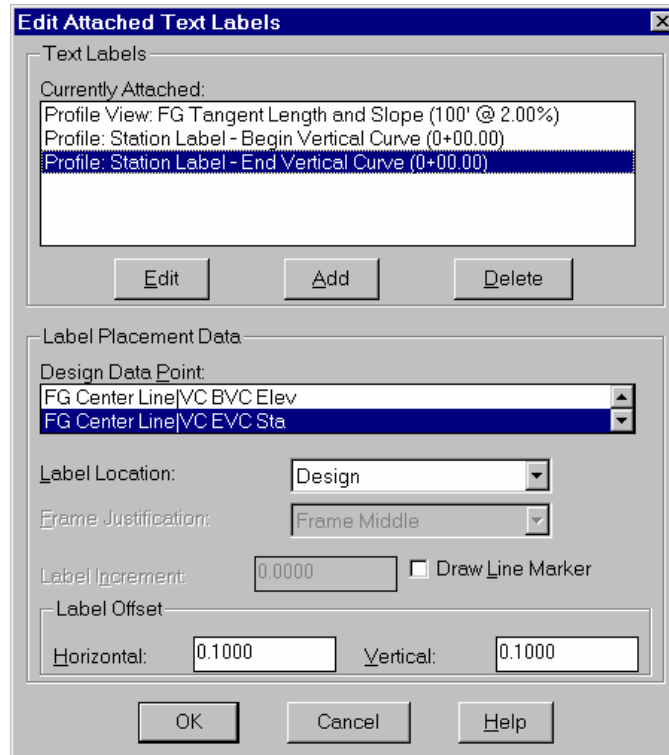 Edit Attached Text Labels
Text Labels
Currently Attached:
Profile View: FG Tangent Length and Slope (100' @ 2.00%)
Profile: Station Label - Begin Vertical Curve (0+00.00)
Profile: Station Label - End Vertical Curve (0+00.00)
Edit Add Delete
Label Placement Data
Design Data Point:
FG Center Line|VC BVC Elev
FG Center Line|VC EVC Sta
Label Location: Design
Frame Justification: Frame Middle
Label Increment: 0.0000 Draw Line Marker
Label Offset
Horizontal: 0.1000 Vertical: 0.1000
OK Cancel Help